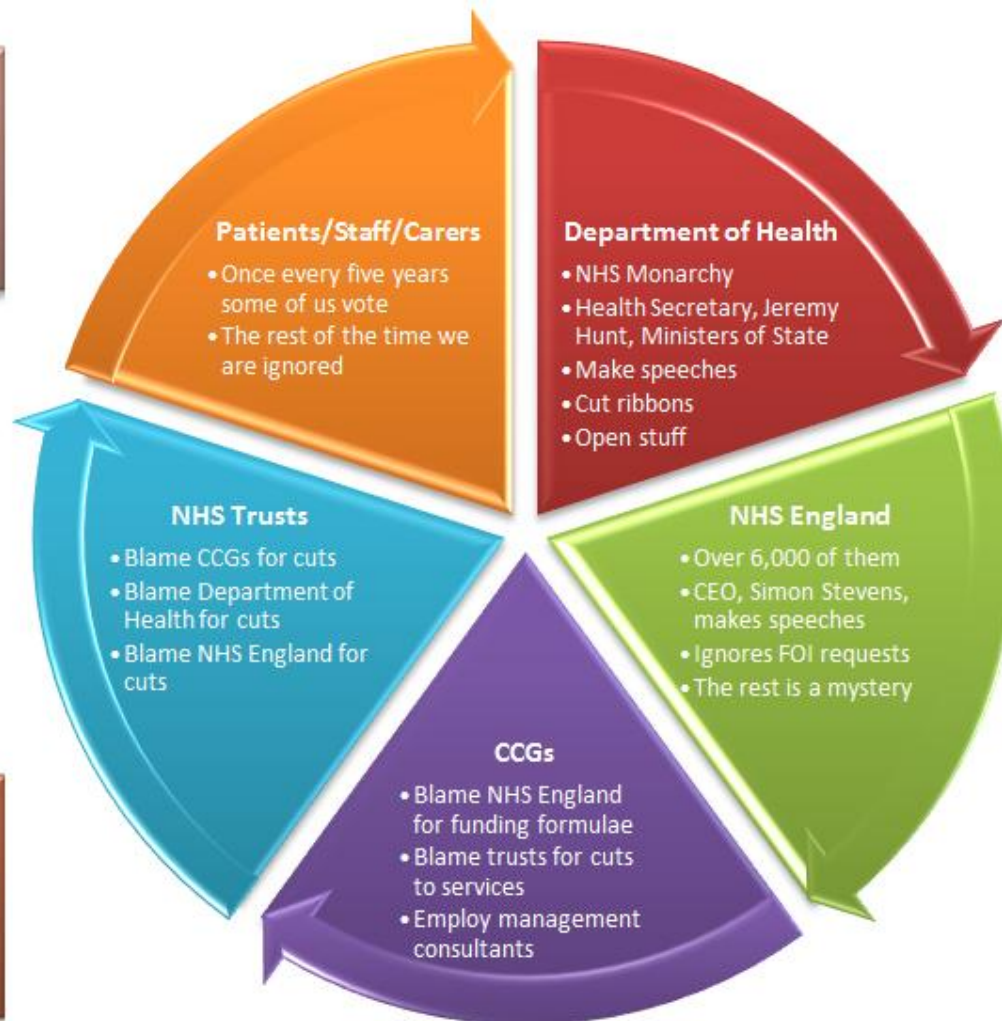 Patients/Staff/Carers
• Once every five years
some of us vote
• The rest of the time we
are ignored
Department of Health
• NHS Monarchy
• Health Secretary, Jeremy
Hunt, Ministers of State
• Make speeches
• Cut ribbons
• Open stuff
NHS England
• Over 6,000 of them
• CEO, Simon Stevens,
makes speeches
• Ignores FOI requests
• The rest is a mystery
CCGs
• Blame NHS England
for funding formulae
• Blame trusts for cuts
to services
• Employ management
consultants
NHS Trusts
• Blame CCGs for cuts
• Blame Department of
Health for cuts
• Blame NHS England for
cuts